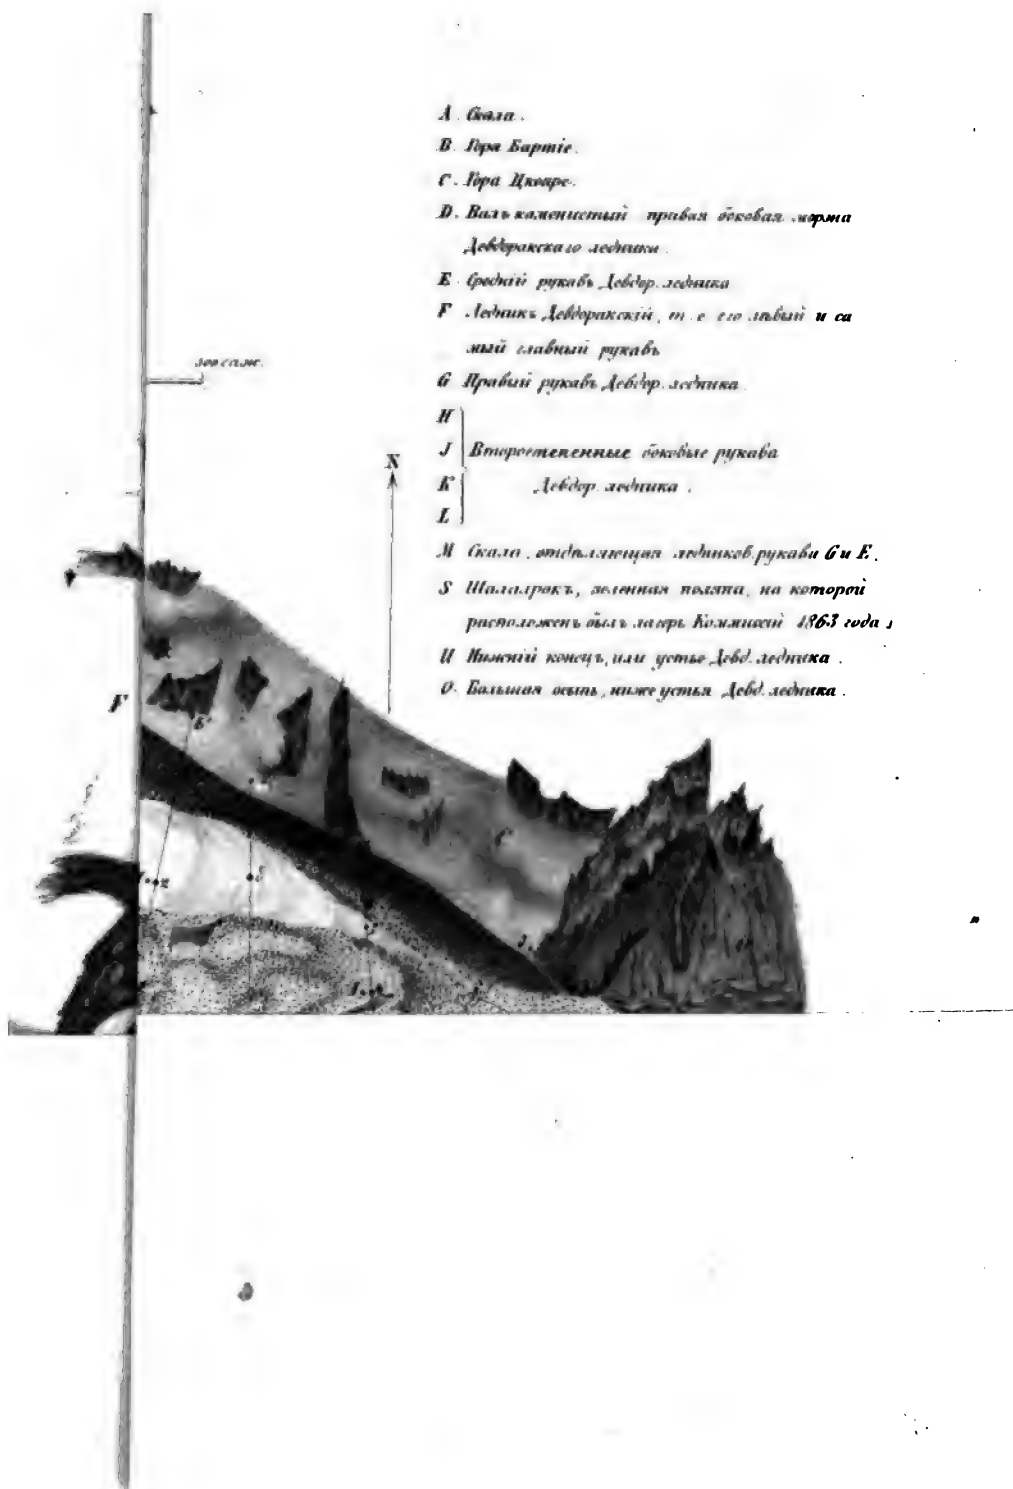 A. Скала.
B. Гора Бартіе.
C. Гора Цкоаре.
D. Валъ каменистый правая боковая морена
Девдоракскаго ледника.
E. Средній рукавъ Девдор. ледника
F. Ледникъ Девдоракскій, т. е. его лѣвый и са
мый главный рукавъ
G Правый рукавъ Девдор. ледника.
H
J Второстепенные боковые рукава
K Девдор. ледника.
L
M Скала, отдѣляющая ледников. рукава G и E.
S , зеленная поляна, на которой
расположенъ былъ лагерь Коммисіи 1863 года
U Нижній конецъ, или устье Девд. ледника.
O. Большая осыпь, ниже устья Девд. ледника.
саж.
N
F
C